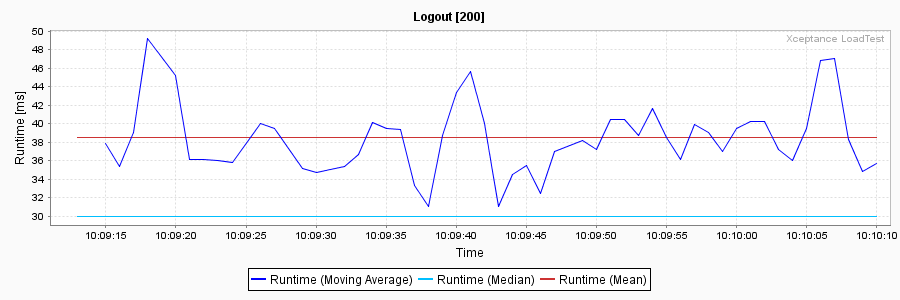 Logout [200]
Xceptance LoadTest
Runtime [ms]
50
48
46
44
42
40
38
36
34
32
30
10:09:15 10:09:20 10:09:25 10:09:30 10:09:35 10:09:40 10:09:45 10:09:50 10:09:55 10:10:00 10:10:05 10:10:10
Time
Runtime (Moving Average) Runtime (Median) Runtime (Mean)